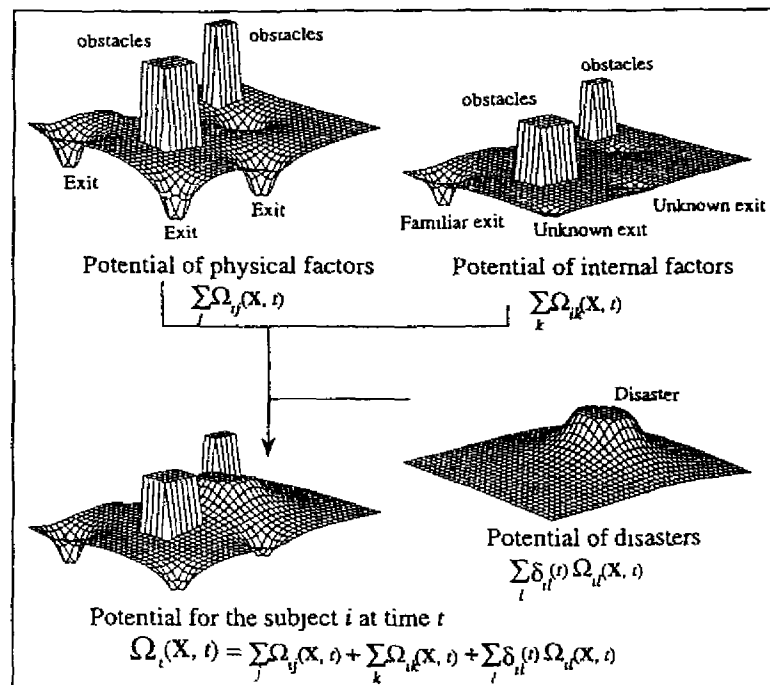 obstacles
obstacles
Exit
Exit
Exit
Potential of physical factors
∑_j Ω_ij(X, t)
obstacles
obstacles
Familiar exit
Unknown exit
Unknown exit
Potential of internal factors
∑_k Ω_ik(X, t)
Disaster
Potential of disasters
∑_l δ_il(t) Ω_il(X, t)
Potential for the subject i at time t
Ω_i(X, t) = ∑_j Ω_ij(X, t) + ∑_k Ω_ik(X, t) + ∑_l δ_il(t) Ω_il(X, t)